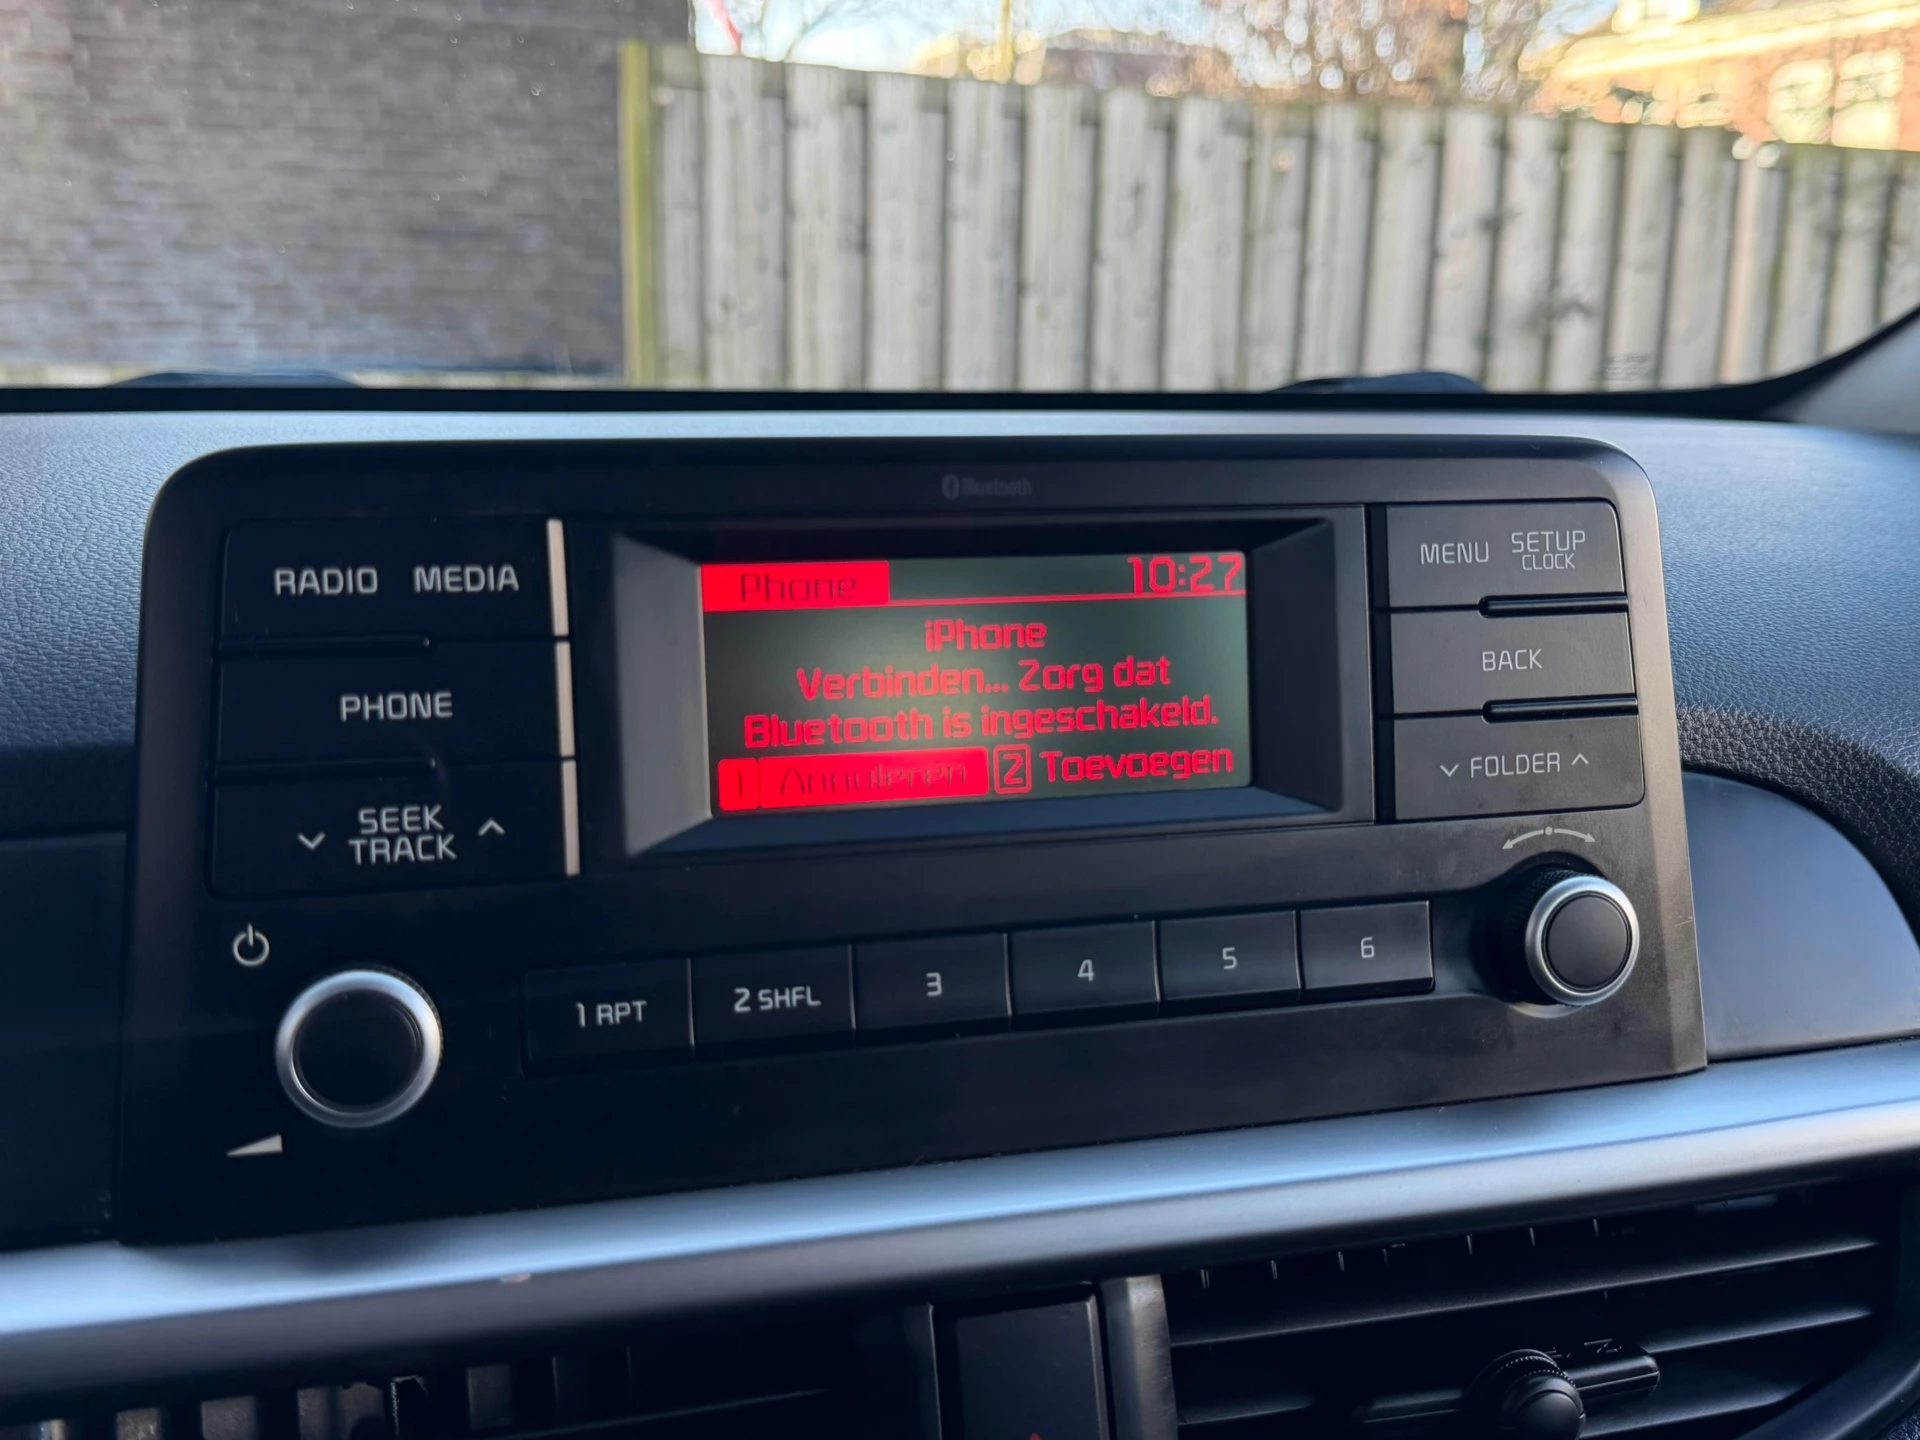 Bluetooth
RADIO MEDIA
PHONE
SEEK
TRACK
Phone 10:27
iPhone
Verbinden... Zorg dat
Bluetooth is ingeschakeld.
1 Annuleren 2 Toevoegen
MENU SETUP
CLOCK
BACK
FOLDER
1 RPT 2 SHFL 3 4 5 6